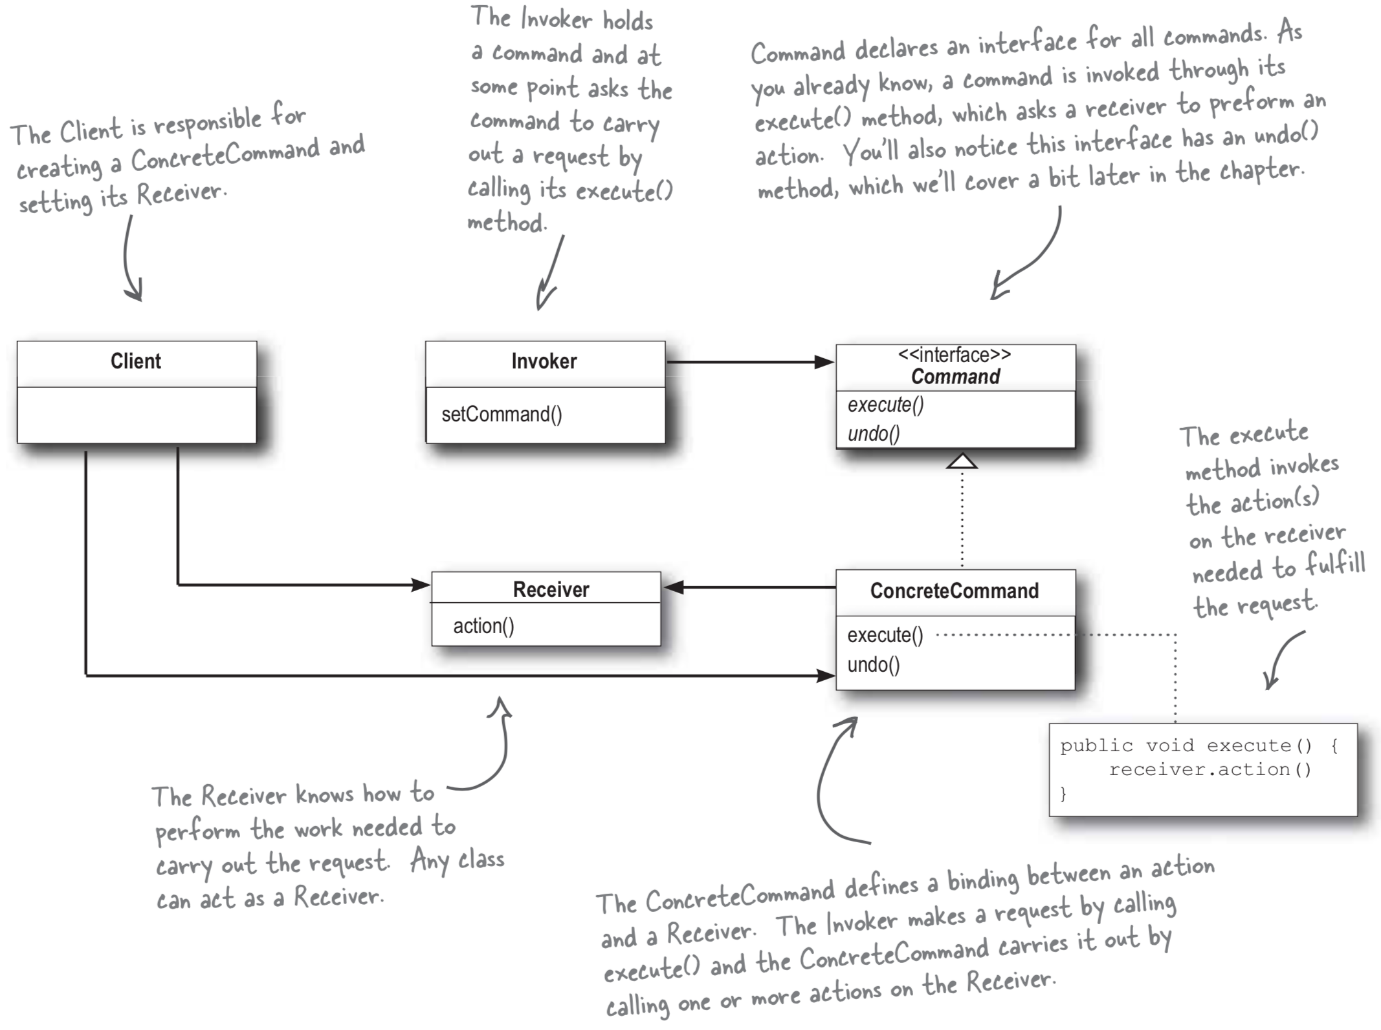 The Invoker holds
a command and at
some point asks the
command to carry
out a request by
calling its execute()
method.
Command declares an interface for all commands. As
you already know, a command is invoked through its
execute() method, which asks a receiver to preform an
action. You'll also notice this interface has an undo()
method, which we'll cover a bit later in the chapter.
The Client is responsible for
creating a ConcreteCommand and
setting its Receiver.
Client
Invoker
setCommand()
<<interface>>
Command
execute()
undo()
The execute
method invokes
the action(s)
on the receiver
needed to fulfill
the request.
Receiver
action()
ConcreteCommand
execute()
undo()
public void execute() {
receiver.action()
}
The Receiver knows how to
perform the work needed to
carry out the request. Any class
can act as a Receiver.
The ConcreteCommand defines a binding between an action
and a Receiver. The Invoker makes a request by calling
execute() and the ConcreteCommand carries it out by
calling one or more actions on the Receiver.